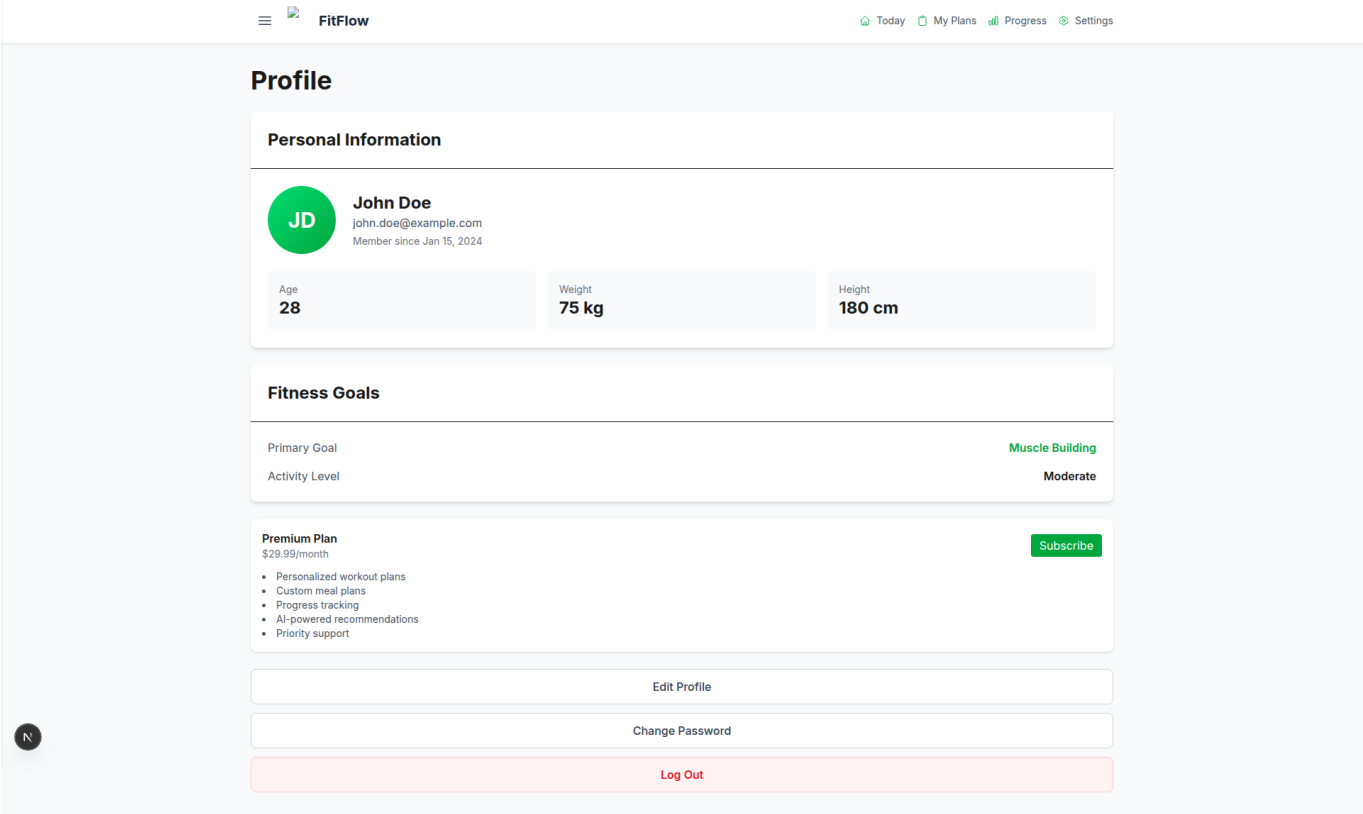 FitFlow
Today
My Plans
Progress
Settings
Profile
Personal Information
JD
John Doe
john.doe@example.com
Member since Jan 15, 2024
Age
28
Weight
75 kg
Height
180 cm
Fitness Goals
Primary Goal
Muscle Building
Activity Level
Moderate
Premium Plan
$29.99/month
Subscribe
• Personalized workout plans
• Custom meal plans
• Progress tracking
• AI-powered recommendations
• Priority support
Edit Profile
Change Password
N
Log Out